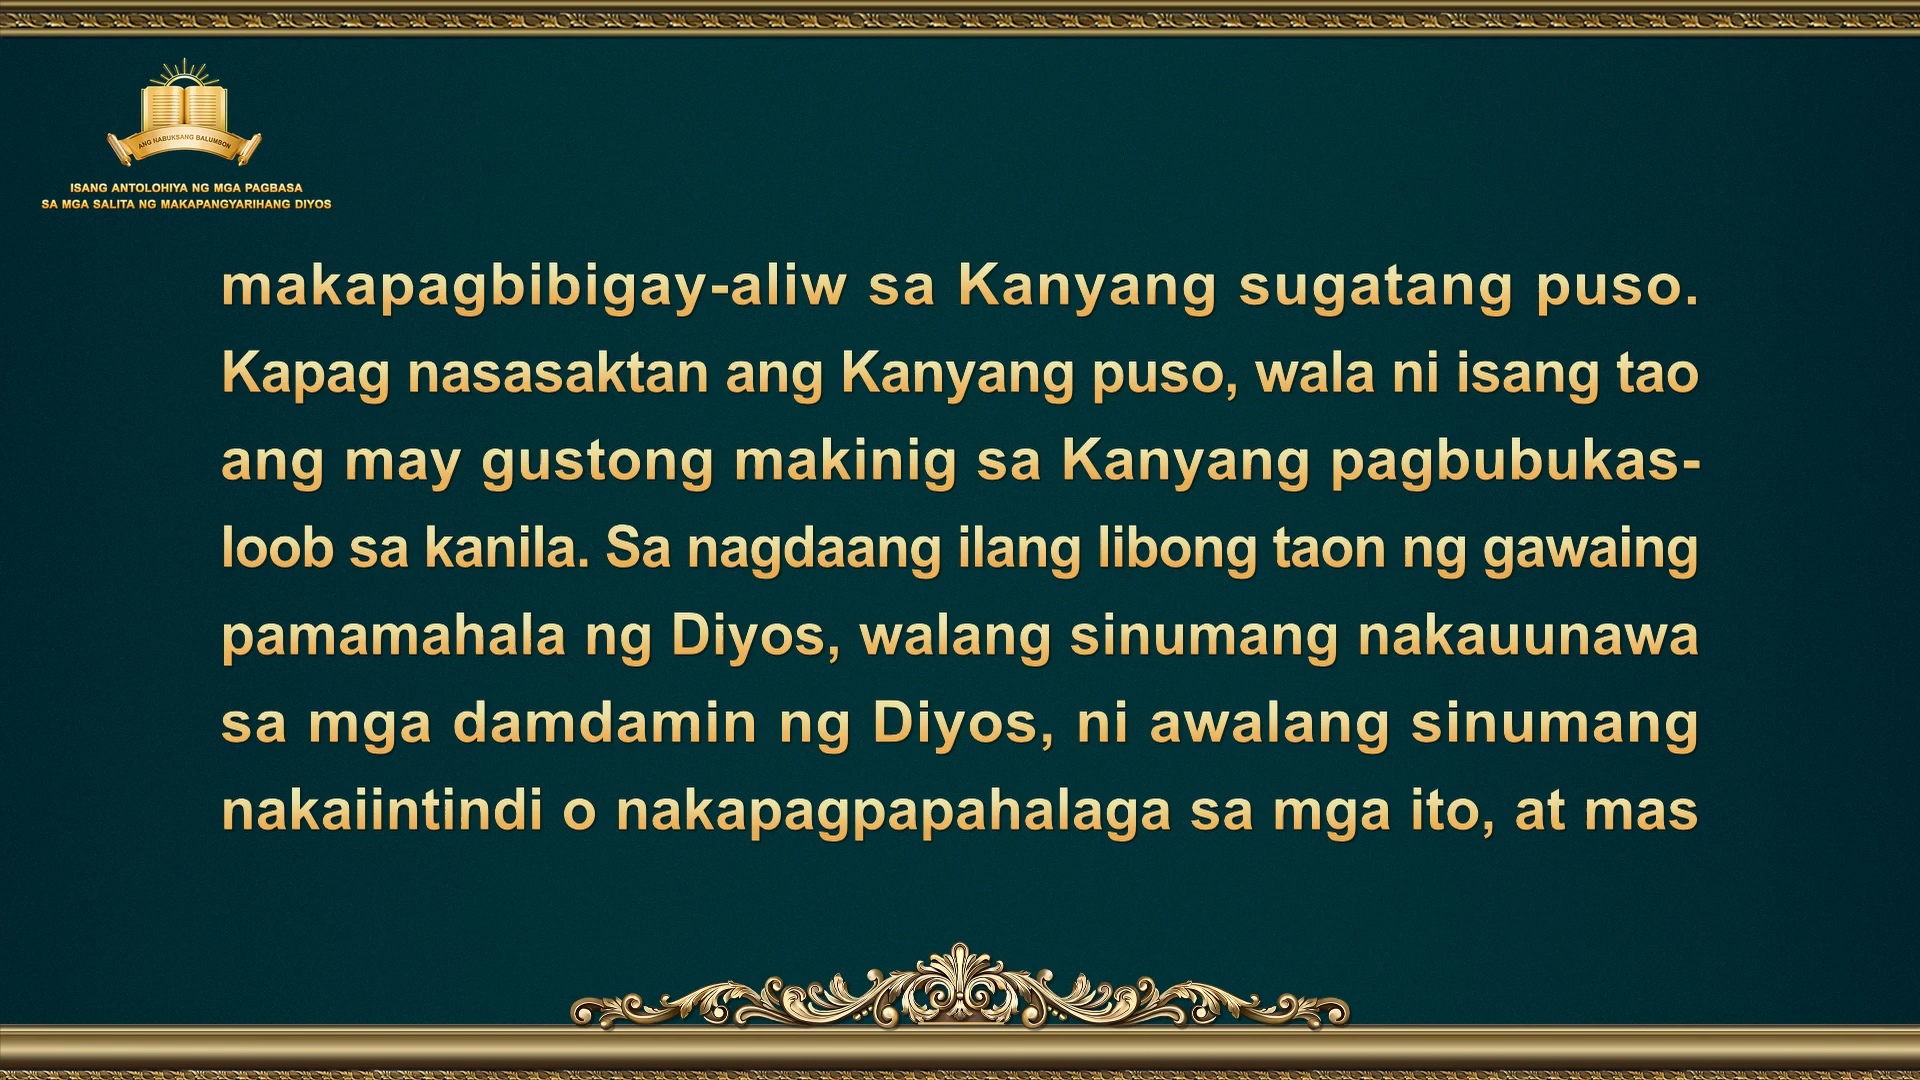 ANG NABUKSANG BALUMBON
ISANG ANTOLOHIYA NG MGA PAGBASA
SA MGA SALITA NG MAKAPANGYARIHANG DIYOS
makapagbibigay-aliw sa Kanyang sugatang puso.
Kapag nasasaktan ang Kanyang puso, wala ni isang tao
ang may gustong makinig sa Kanyang pagbubukas-
loob sa kanila. Sa nagdaang ilang libong taon ng gawaing
pamamahala ng Diyos, walang sinumang nakauunawa
sa mga damdamin ng Diyos, ni awalang sinumang
nakaiintindi o nakapagpapahalaga sa mga ito, at mas